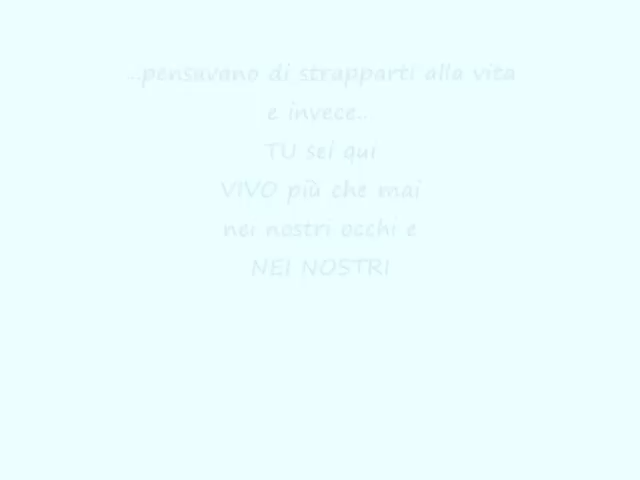 ..pensavano di strapparti alla vita
e invece..
TU sei qui
VIVO più che mai
nei nostri occhi e
NEI NOSTRI